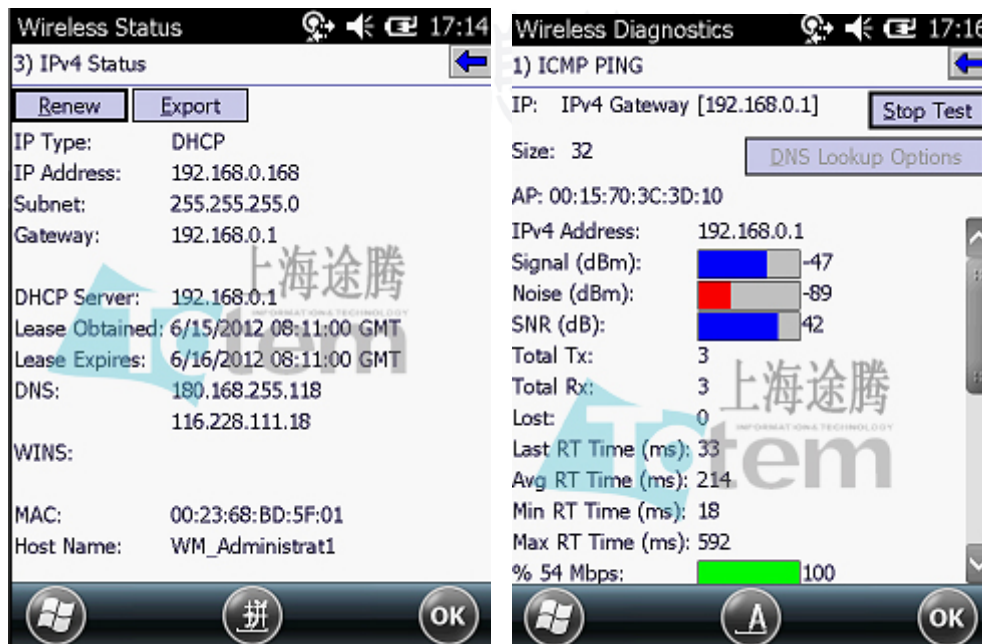 Wireless Status 17:14
3) IPv4 Status
Renew Export
IP Type: DHCP
IP Address: 192.168.0.168
Subnet: 255.255.255.0
Gateway: 192.168.0.1
上海途腾
DHCP Server: 192.168.0.1
INFORMATION & TECHNOLOGY
Lease Obtained: 6/15/2012 08:11:00 GMT
Totem
Lease Expires: 6/16/2012 08:11:00 GMT
DNS: 180.168.255.118
116.228.111.18
WINS:
MAC: 00:23:68:BD:5F:01
Host Name: WM_Administrat1
拼 OK
Wireless Diagnostics 17:16
1) ICMP PING
IP: IPv4 Gateway [192.168.0.1] Stop Test
Size: 32 DNS Lookup Options
AP: 00:15:70:3C:3D:10
IPv4 Address: 192.168.0.1
Signal (dBm): -47
Noise (dBm): -89
SNR (dB): 42
Total Tx: 3
Total Rx: 3
上海途腾
Lost: 0
INFORMATION & TECHNOLOGY
Last RT Time (ms): 33
Totem
Avg RT Time (ms): 214
Min RT Time (ms): 18
Max RT Time (ms): 592
% 54 Mbps: 100
A OK